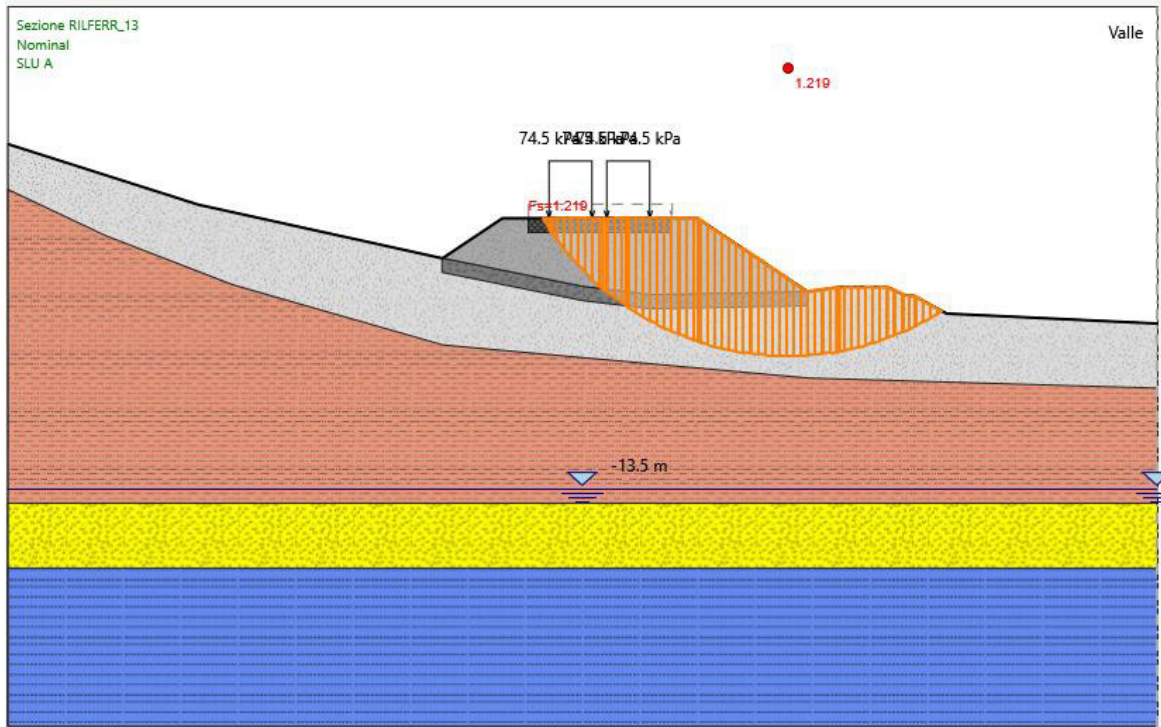 Sezione RILFERR_13
Nominal
SLU A
Valle
1.219
74.5 kPa 74.5 kPa
Fs=1.219
-13.5 m